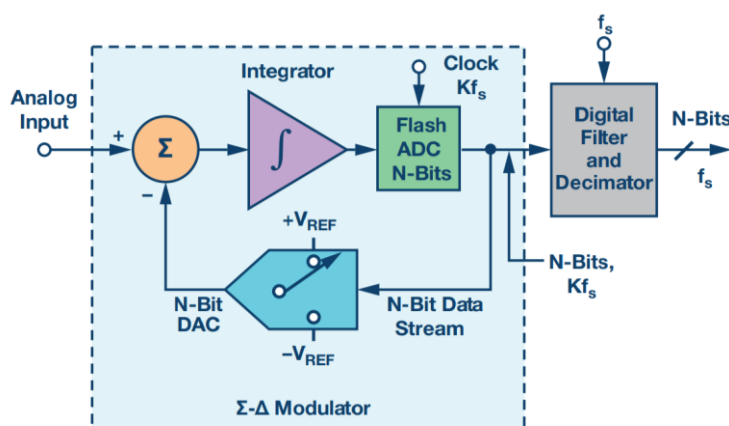 Analog
Input
+
−
Σ
Integrator
∫
Clock
Kfs
Flash
ADC
N-Bits
fs
Digital
Filter
and
Decimator
N-Bits
fs
+VREF
N-Bit
DAC
−VREF
N-Bit Data
Stream
N-Bits,
Kfs
Σ-Δ Modulator